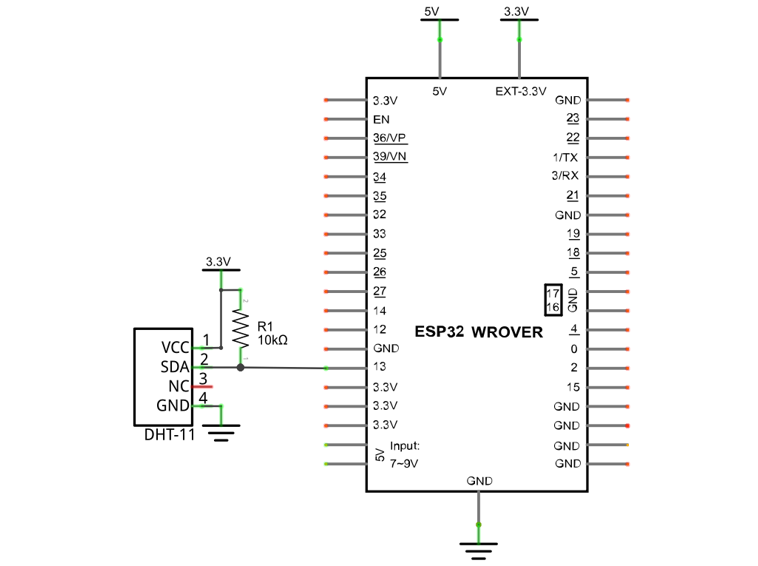 5V
3.3V
5V
EXT-3.3V
3.3V
EN
36/VP
39/VN
34
35
32
33
25
26
27
14
12
GND
13
3.3V
3.3V
3.3V
5V
Input:
7~9V
GND
23
22
1/TX
3/RX
21
GND
19
18
5
17
16
GND
4
0
2
15
GND
GND
GND
GND
ESP32 WROVER
GND
3.3V
2
R1
10kΩ
1
VCC 1
SDA 2
NC 3
GND 4
DHT-11